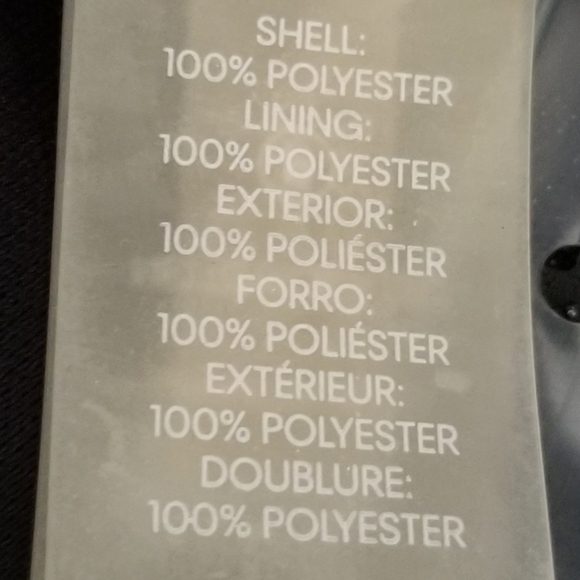 SHELL:
100% POLYESTER
LINING:
100% POLYESTER
EXTERIOR:
100% POLIÉSTER
FORRO:
100% POLIÉSTER
EXTÉRIEUR:
100% POLYESTER
DOUBLURE:
100% POLYESTER